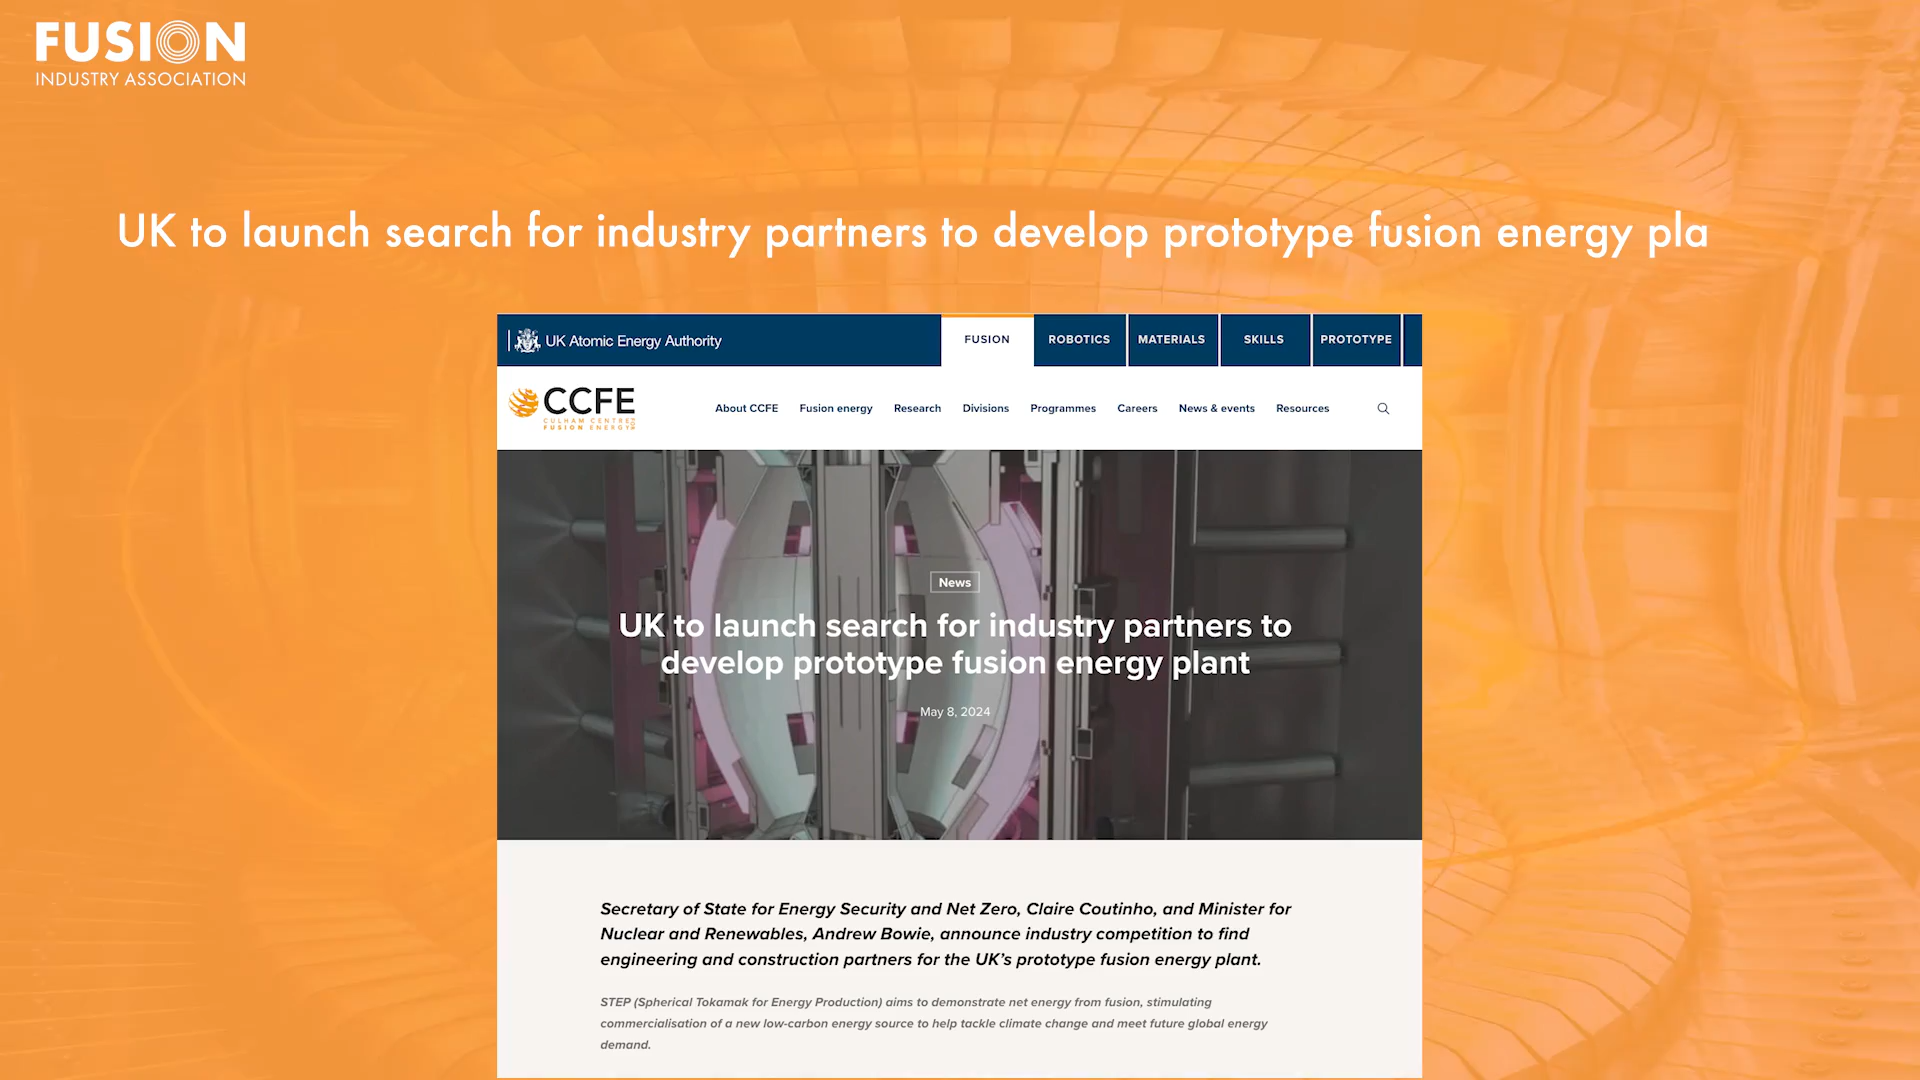 FUSION
INDUSTRY ASSOCIATION
UK to launch search for industry partners to develop prototype fusion energy pla
UK Atomic Energy Authority
FUSION
ROBOTICS
MATERIALS
SKILLS
PROTOTYPE
CCFE
CULHAM CENTRE FOR
FUSION ENERGY
About CCFE
Fusion energy
Research
Divisions
Programmes
Careers
News & events
Resources
News
UK to launch search for industry partners to
develop prototype fusion energy plant
May 8, 2024
Secretary of State for Energy Security and Net Zero, Claire Coutinho, and Minister for
Nuclear and Renewables, Andrew Bowie, announce industry competition to find
engineering and construction partners for the UK’s prototype fusion energy plant.
STEP (Spherical Tokamak for Energy Production) aims to demonstrate net energy from fusion, stimulating
commercialisation of a new low-carbon energy source to help tackle climate change and meet future global energy
demand.